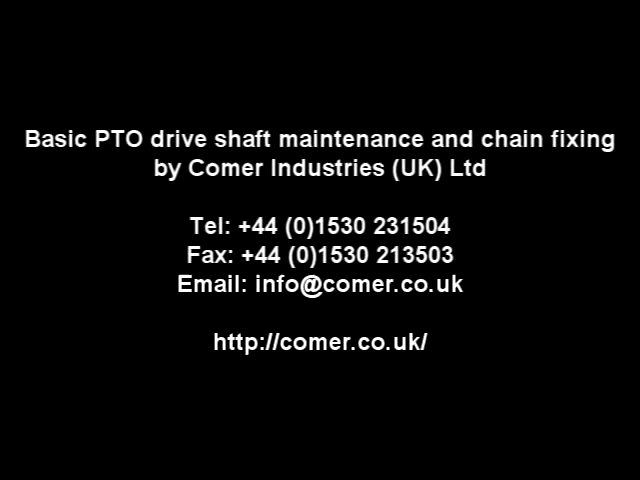 Basic PTO drive shaft maintenance and chain fixing
by Comer Industries (UK) Ltd
Tel: +44 (0)1530 231504
Fax: +44 (0)1530 213503
Email: info@comer.co.uk
http://comer.co.uk/